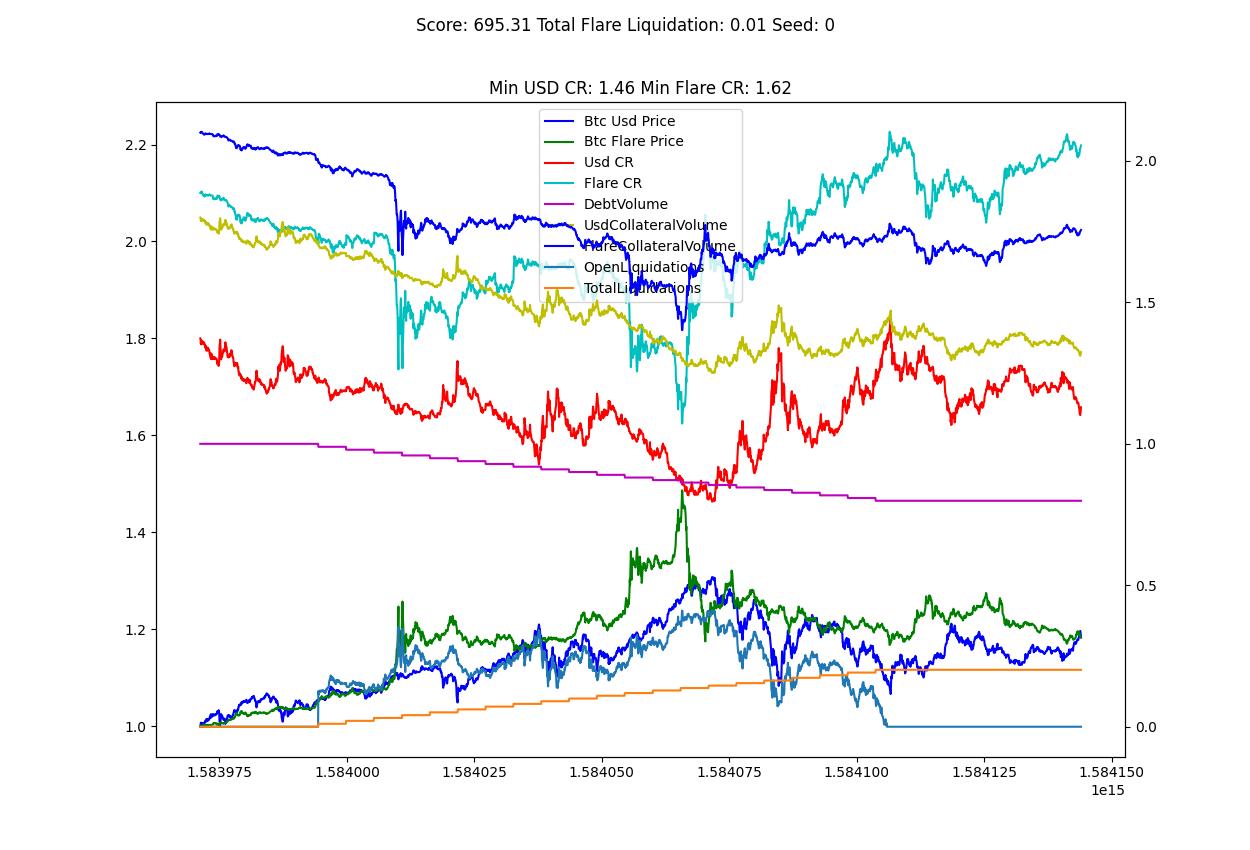 Score: 695.31 Total Flare Liquidation: 0.01 Seed: 0
Min USD CR: 1.46 Min Flare CR: 1.62
Btc Usd Price
Btc Flare Price
Usd CR
Flare CR
DebtVolume
UsdCollateralVolume
FlareCollateralVolume
OpenLiquidations
TotalLiquidations
2.2
2.0
1.8
1.6
1.4
1.2
1.0
2.0
1.5
1.0
0.5
0.0
1.583975 1.584000 1.584025 1.584050 1.584075 1.584100 1.584125 1.584150
1e15